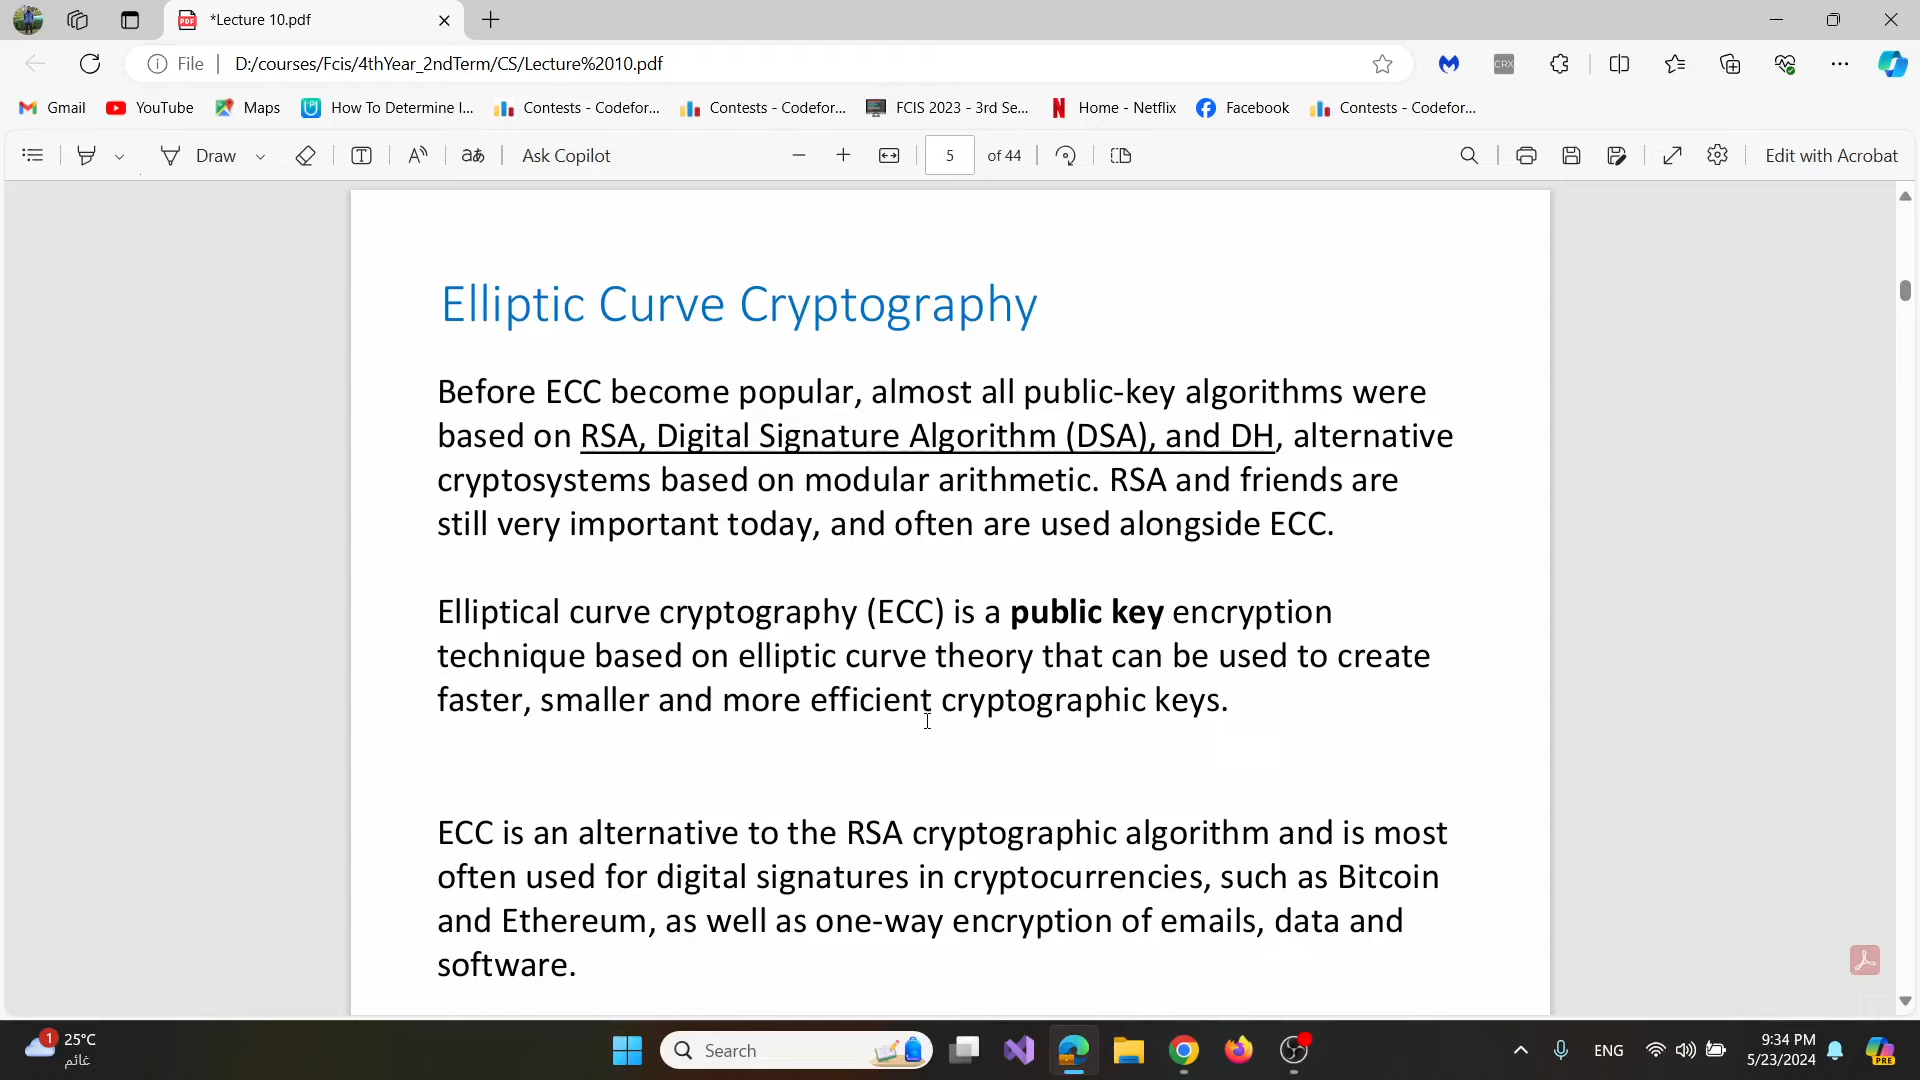 *Lecture 10.pdf
File
D:/courses/Fcis/4thYear_2ndTerm/CS/Lecture%2010.pdf
CRX
Gmail
YouTube
Maps
How To Determine I...
Contests - Codefor...
Contests - Codefor...
FCIS 2023 - 3rd Se...
Home - Netflix
Facebook
Contests - Codefor...
Draw
Ask Copilot
5
of 44
Edit with Acrobat
Elliptic Curve Cryptography
Before ECC become popular, almost all public-key algorithms were
based on RSA, Digital Signature Algorithm (DSA), and DH, alternative
cryptosystems based on modular arithmetic. RSA and friends are
still very important today, and often are used alongside ECC.
Elliptical curve cryptography (ECC) is a public key encryption
technique based on elliptic curve theory that can be used to create
faster, smaller and more efficient cryptographic keys.
ECC is an alternative to the RSA cryptographic algorithm and is most
often used for digital signatures in cryptocurrencies, such as Bitcoin
and Ethereum, as well as one-way encryption of emails, data and
software.
1
25°C
غائم
Search
ENG
9:34 PM
5/23/2024
PRE